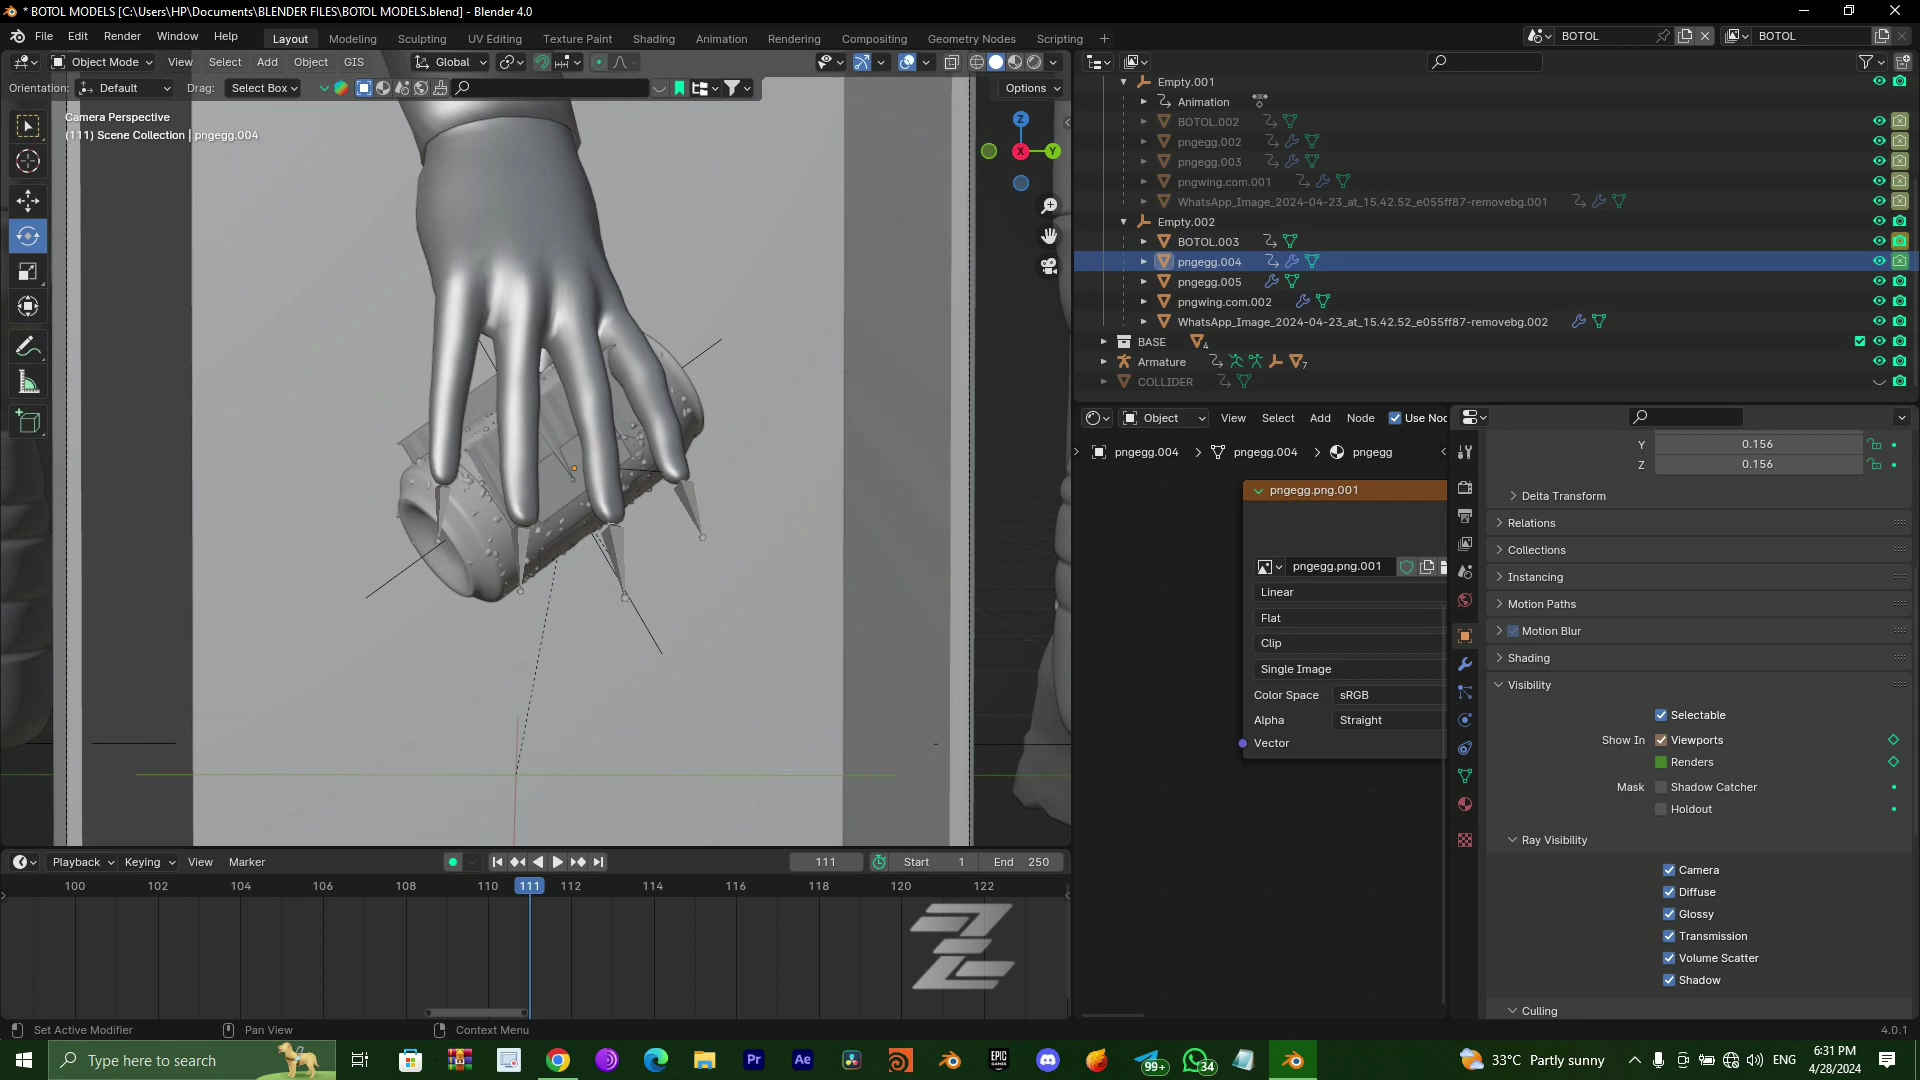 * BOTOL MODELS [C:\Users\HP\Documents\BLENDER FILES\BOTOL MODELS.blend] - Blender 4.0
File Edit Render Window Help
Layout Modeling Sculpting UV Editing Texture Paint Shading Animation Rendering Compositing Geometry Nodes Scripting +
BOTOL
BOTOL
Object Mode View Select Add Object GIS Global
Orientation: Default Drag: Select Box Options
Camera Perspective
(111) Scene Collection | pngegg.004
Z
X
Y
Empty.001
Animation
BOTOL.002
pngegg.002
pngegg.003
pngwing.com.001
WhatsApp_Image_2024-04-23_at_15.42.52_e055ff87-removebg.001
Empty.002
BOTOL.003
pngegg.004
pngegg.005
pngwing.com.002
WhatsApp_Image_2024-04-23_at_15.42.52_e055ff87-removebg.002
BASE 4
Armature 7
COLLIDER
Object View Select Add Node Use Noc
pngegg.004 > pngegg.004 > pngegg
pngegg.png.001
pngegg.png.001
Linear
Flat
Clip
Single Image
Color Space sRGB
Alpha Straight
Vector
Y 0.156
Z 0.156
Delta Transform
Relations
Collections
Instancing
Motion Paths
Motion Blur
Shading
Visibility
Selectable
Show In Viewports
Renders
Mask Shadow Catcher
Holdout
Ray Visibility
Camera
Diffuse
Glossy
Transmission
Volume Scatter
Shadow
Culling
Playback Keying View Marker 111 Start 1 End 250
100 102 104 106 108 110 111 112 114 116 118 120 122
Set Active Modifier Pan View Context Menu 4.0.1
Type here to search
Pr Ae EPIC GAMES 99+ 34
33°C Partly sunny ENG
6:31 PM
4/28/2024